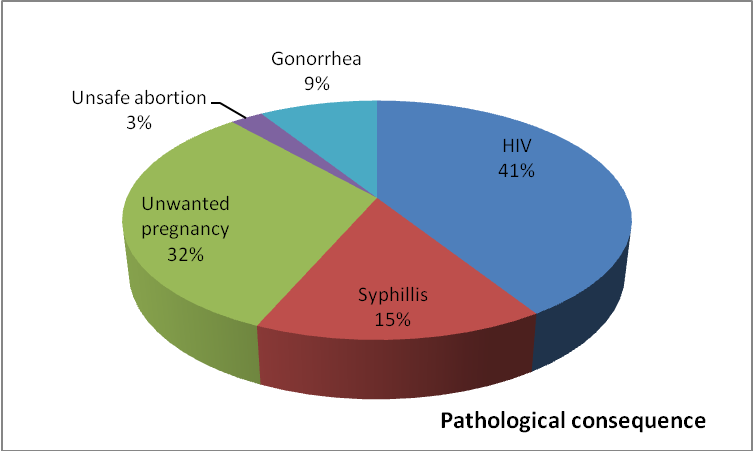 Gonorrhea
9%
Unsafe abortion
3%
HIV
41%
Unwanted
pregnancy
32%
Syphillis
15%
Pathological consequence